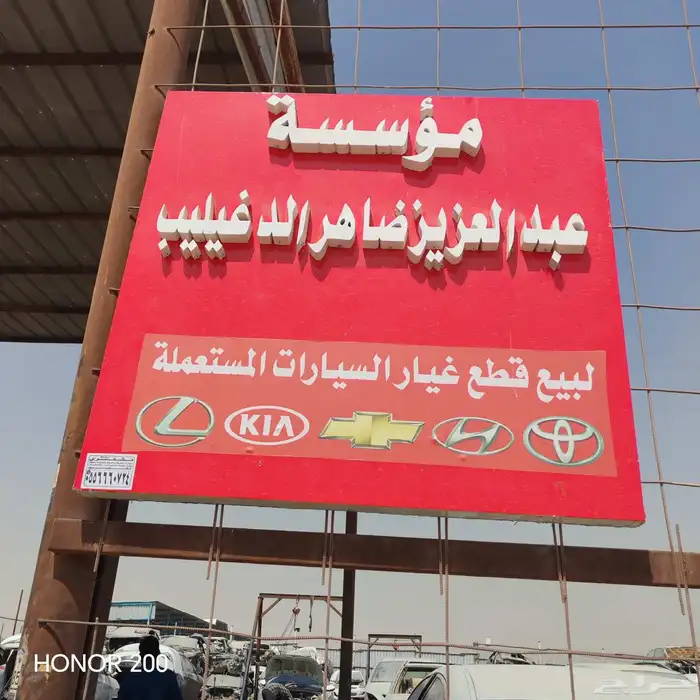 مؤسسة
عبدالعزيز ضاهر الدغيليب
لبيع قطع غيار السيارات المستعملة
KIA
HONOR 200